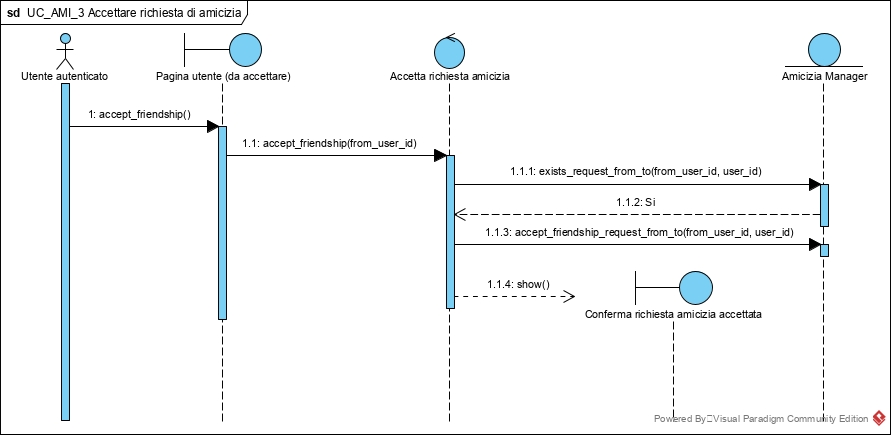 sd UC_AMI_3 Accettare richiesta di amicizia
Utente autenticato
Pagina utente (da accettare)
Accetta richiesta amicizia
Amicizia Manager
1: accept_friendship()
1.1: accept_friendship(from_user_id)
1.1.1: exists_request_from_to(from_user_id, user_id)
1.1.2: Si
1.1.3: accept_friendship_request_from_to(from_user_id, user_id)
1.1.4: show()
Conferma richiesta amicizia accettata
Powered By Visual Paradigm Community Edition